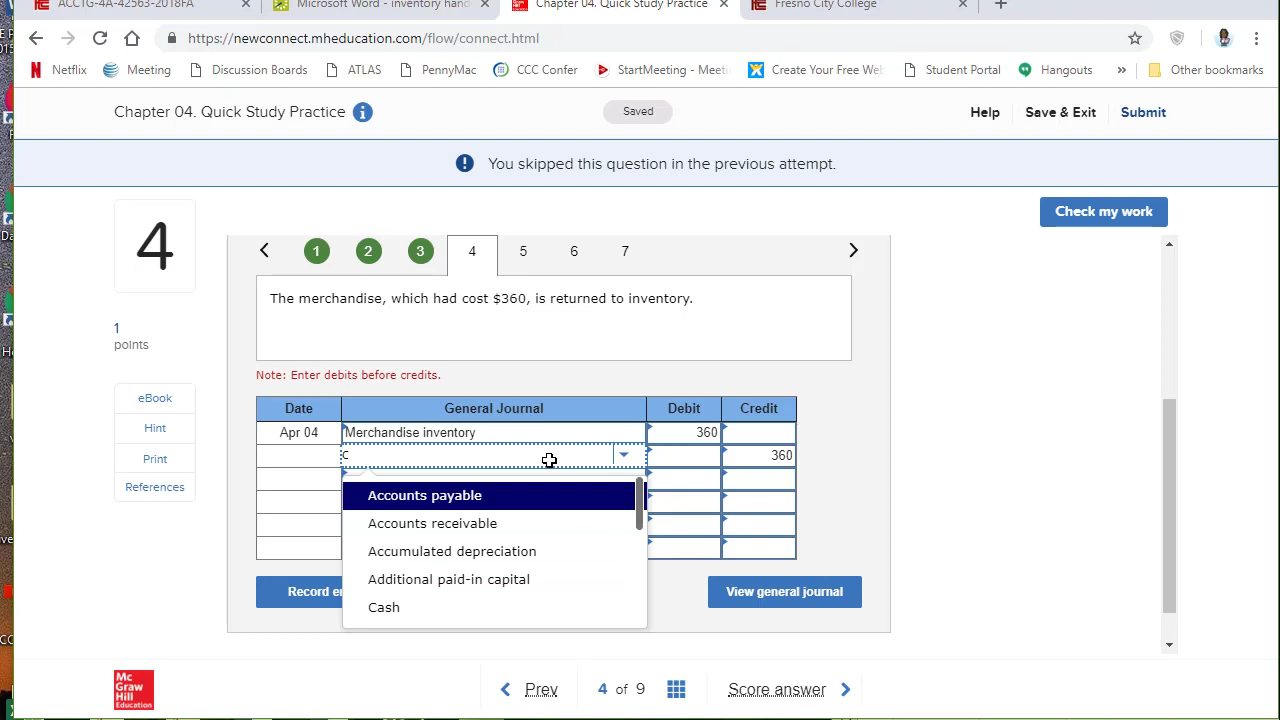 ACCTG-4A-42563-2018FA
Microsoft Word - inventory hand
Chapter 04. Quick Study Practice
Fresno City College
https://newconnect.mheducation.com/flow/connect.html
Netflix
Meeting
Discussion Boards
ATLAS
PennyMac
CCC Confer
StartMeeting - Meeti
Create Your Free Web
Student Portal
Hangouts
»
Other bookmarks
Chapter 04. Quick Study Practice
Saved
Help
Save & Exit
Submit
You skipped this question in the previous attempt.
Check my work
4
1
points
eBook
Hint
Print
References
1 2 3 4 5 6 7
The merchandise, which had cost $360, is returned to inventory.
Note: Enter debits before credits.
Date General Journal Debit Credit
Apr 04 Merchandise inventory 360
C 360
Accounts payable
Accounts receivable
Accumulated depreciation
Additional paid-in capital
Cash
Record en
View general journal
Mc
Graw
Hill
Education
Prev
4 of 9
Score answer